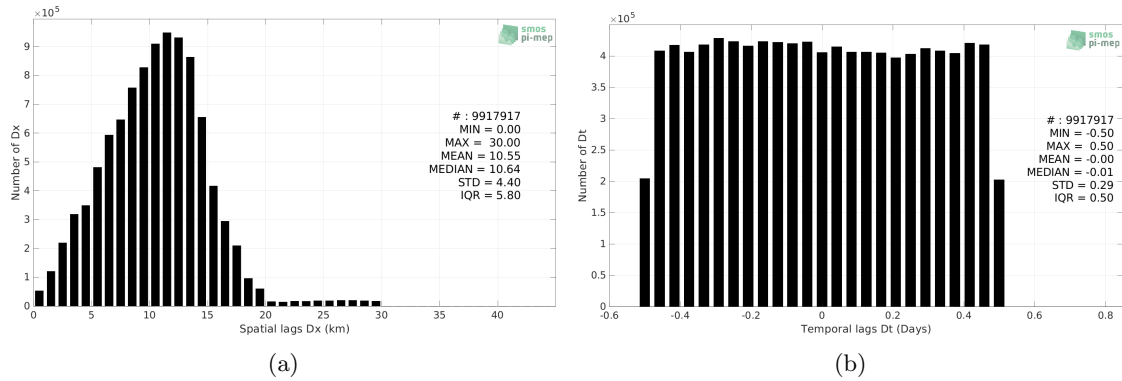 ×10⁵
9
8
7
6
5
4
3
2
1
0
Number of Dx
0
5
10
15
20
25
30
35
40
Spatial lags Dx (km)
smos
pi-mep
# : 9917917
MIN = 0.00
MAX = 30.00
MEAN = 10.55
MEDIAN = 10.64
STD = 4.40
IQR = 5.80
(a)
×10⁵
4
3.5
3
2.5
2
1.5
1
0.5
0
Number of Dt
-0.6
-0.4
-0.2
0
0.2
0.4
0.6
0.8
Temporal lags Dt (Days)
smos
pi-mep
# : 9917917
MIN = -0.50
MAX = 0.50
MEAN = -0.00
MEDIAN = -0.01
STD = 0.29
IQR = 0.50
(b)